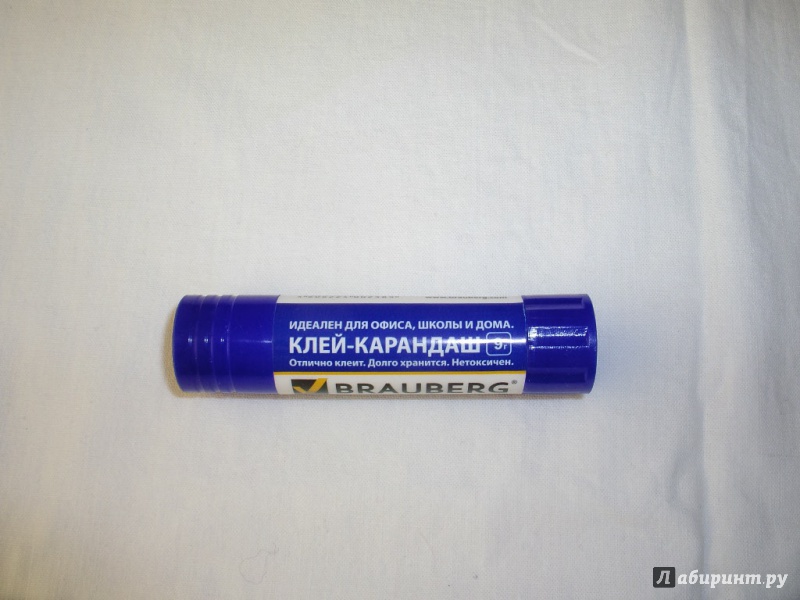 ИДЕАЛЕН ДЛЯ ОФИСА, ШКОЛЫ И ДОМА.
КЛЕЙ-КАРАНДАШ 9г
Отлично клеит. Долго хранится. Нетоксичен.
BRAUBERG®
Лабиринт.ру